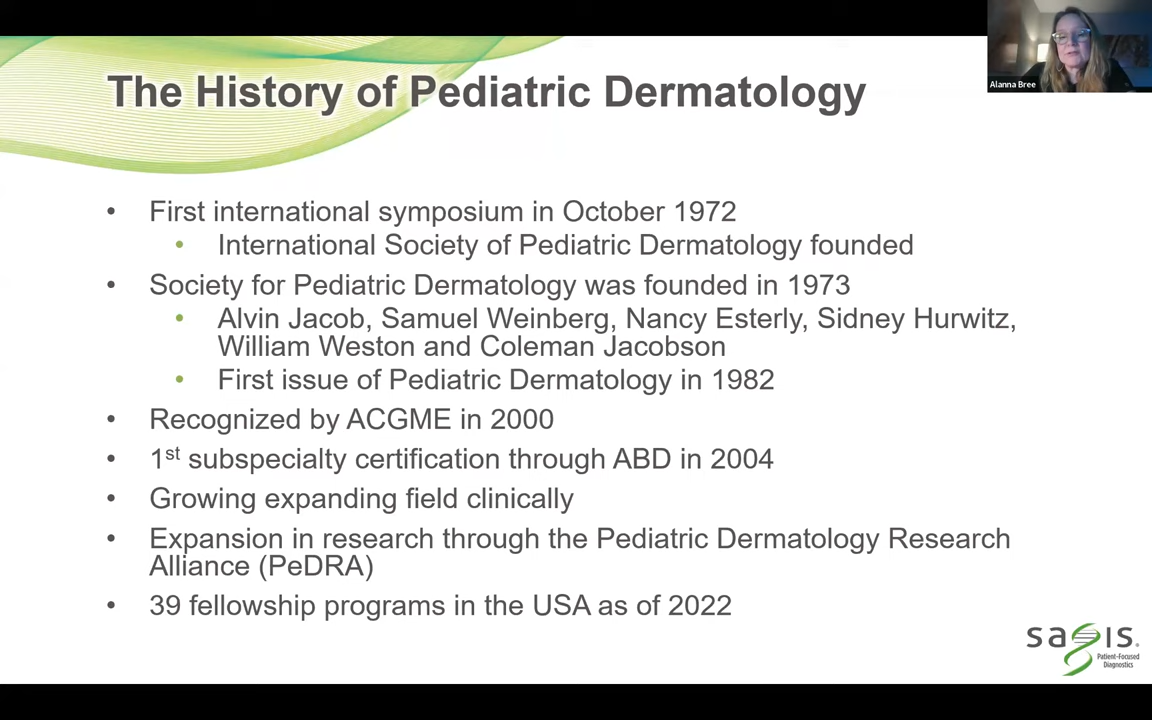 Alanna Bree
The History of Pediatric Dermatology
• First international symposium in October 1972
• International Society of Pediatric Dermatology founded
• Society for Pediatric Dermatology was founded in 1973
• Alvin Jacob, Samuel Weinberg, Nancy Esterly, Sidney Hurwitz,
William Weston and Coleman Jacobson
• First issue of Pediatric Dermatology in 1982
• Recognized by ACGME in 2000
• 1st subspecialty certification through ABD in 2004
• Growing expanding field clinically
• Expansion in research through the Pediatric Dermatology Research
Alliance (PeDRA)
• 39 fellowship programs in the USA as of 2022
sagis®
Patient-Focused
Diagnostics